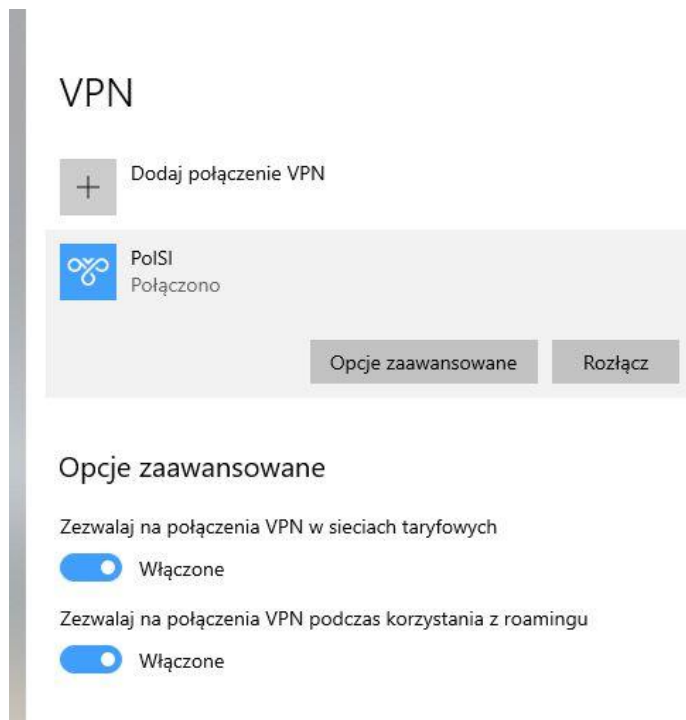 VPN
Dodaj połączenie VPN
PolSl
Połączono
Opcje zaawansowane
Rozłącz
Opcje zaawansowane
Zezwalaj na połączenia VPN w sieciach taryfowych
Włączone
Zezwalaj na połączenia VPN podczas korzystania z roamingu
Włączone